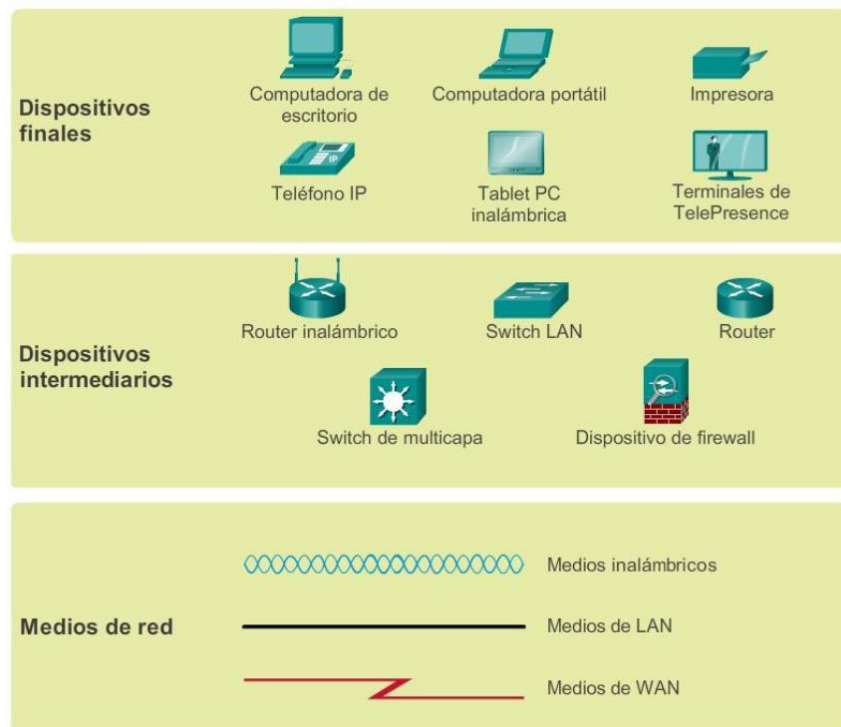 Dispositivos
finales
Computadora de
escritorio
Computadora portátil
Impresora
Teléfono IP
IP
Tablet PC
inalámbrica
Terminales de
TelePresence
Dispositivos
intermediarios
Router inalámbrico
Switch LAN
Router
Switch de multicapa
Dispositivo de firewall
Medios de red
Medios inalámbricos
Medios de LAN
Medios de WAN